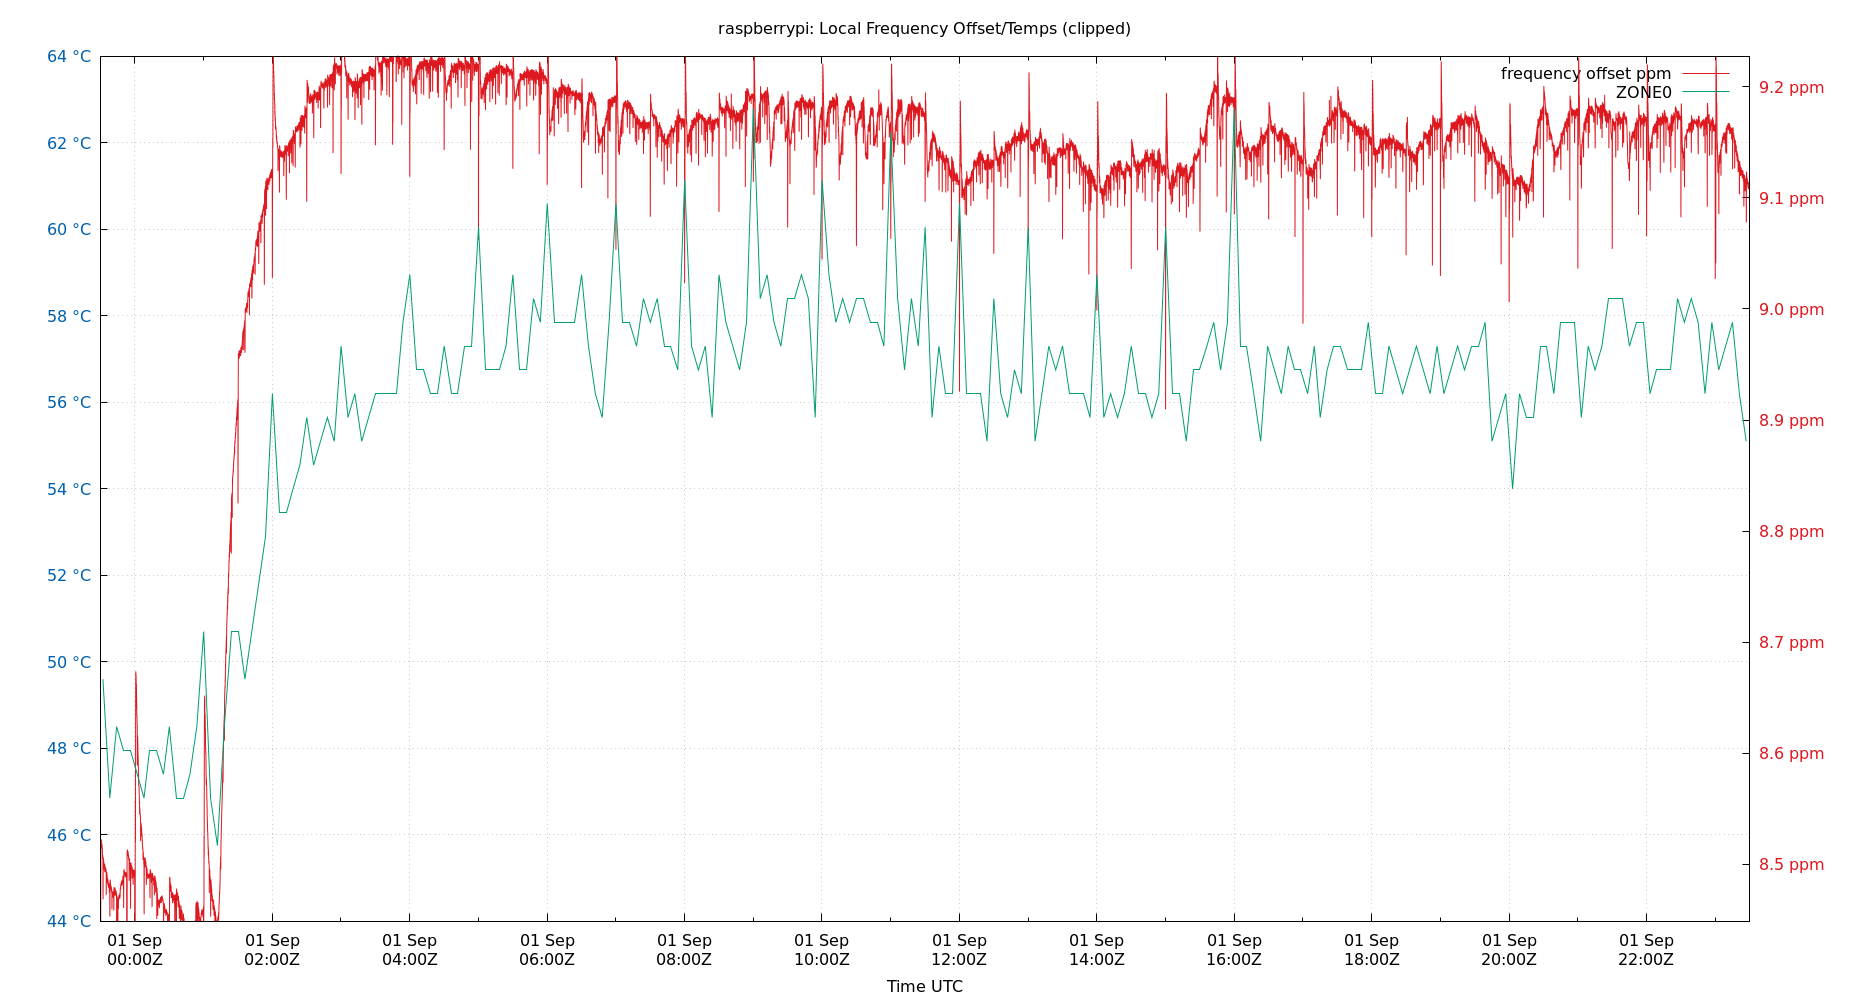 raspberrypi: Local Frequency Offset/Temps (clipped)
64 °C
62 °C
60 °C
58 °C
56 °C
54 °C
52 °C
50 °C
48 °C
46 °C
44 °C
frequency offset ppm
ZONE0
9.2 ppm
9.1 ppm
9.0 ppm
8.9 ppm
8.8 ppm
8.7 ppm
8.6 ppm
8.5 ppm
01 Sep 01 Sep 01 Sep 01 Sep 01 Sep 01 Sep 01 Sep 01 Sep 01 Sep 01 Sep 01 Sep 01 Sep
00:00Z 02:00Z 04:00Z 06:00Z 08:00Z 10:00Z 12:00Z 14:00Z 16:00Z 18:00Z 20:00Z 22:00Z
Time UTC